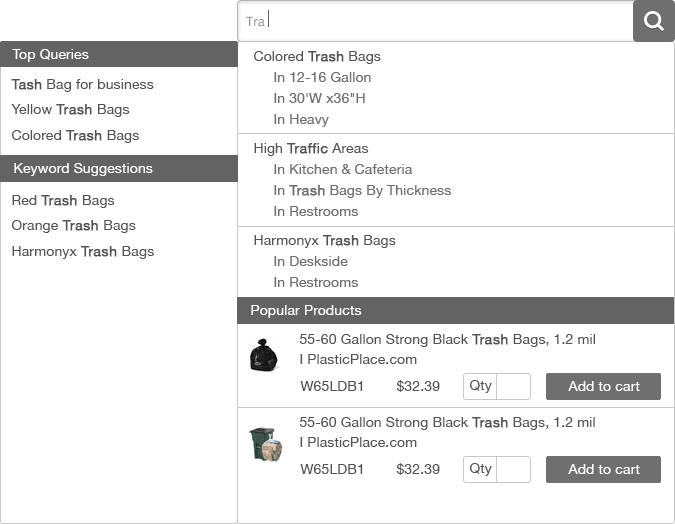 Tra
Top Queries
Tash Bag for business
Yellow Trash Bags
Colored Trash Bags
Keyword Suggestions
Red Trash Bags
Orange Trash Bags
Harmonyx Trash Bags
Colored Trash Bags
In 12-16 Gallon
In 30'W x36"H
In Heavy
High Traffic Areas
In Kitchen & Cafeteria
In Trash Bags By Thickness
In Restrooms
Harmonyx Trash Bags
In Deskside
In Restrooms
Popular Products
55-60 Gallon Strong Black Trash Bags, 1.2 mil
I PlasticPlace.com
W65LDB1 $32.39 Qty Add to cart
55-60 Gallon Strong Black Trash Bags, 1.2 mil
I PlasticPlace.com
W65LDB1 $32.39 Qty Add to cart